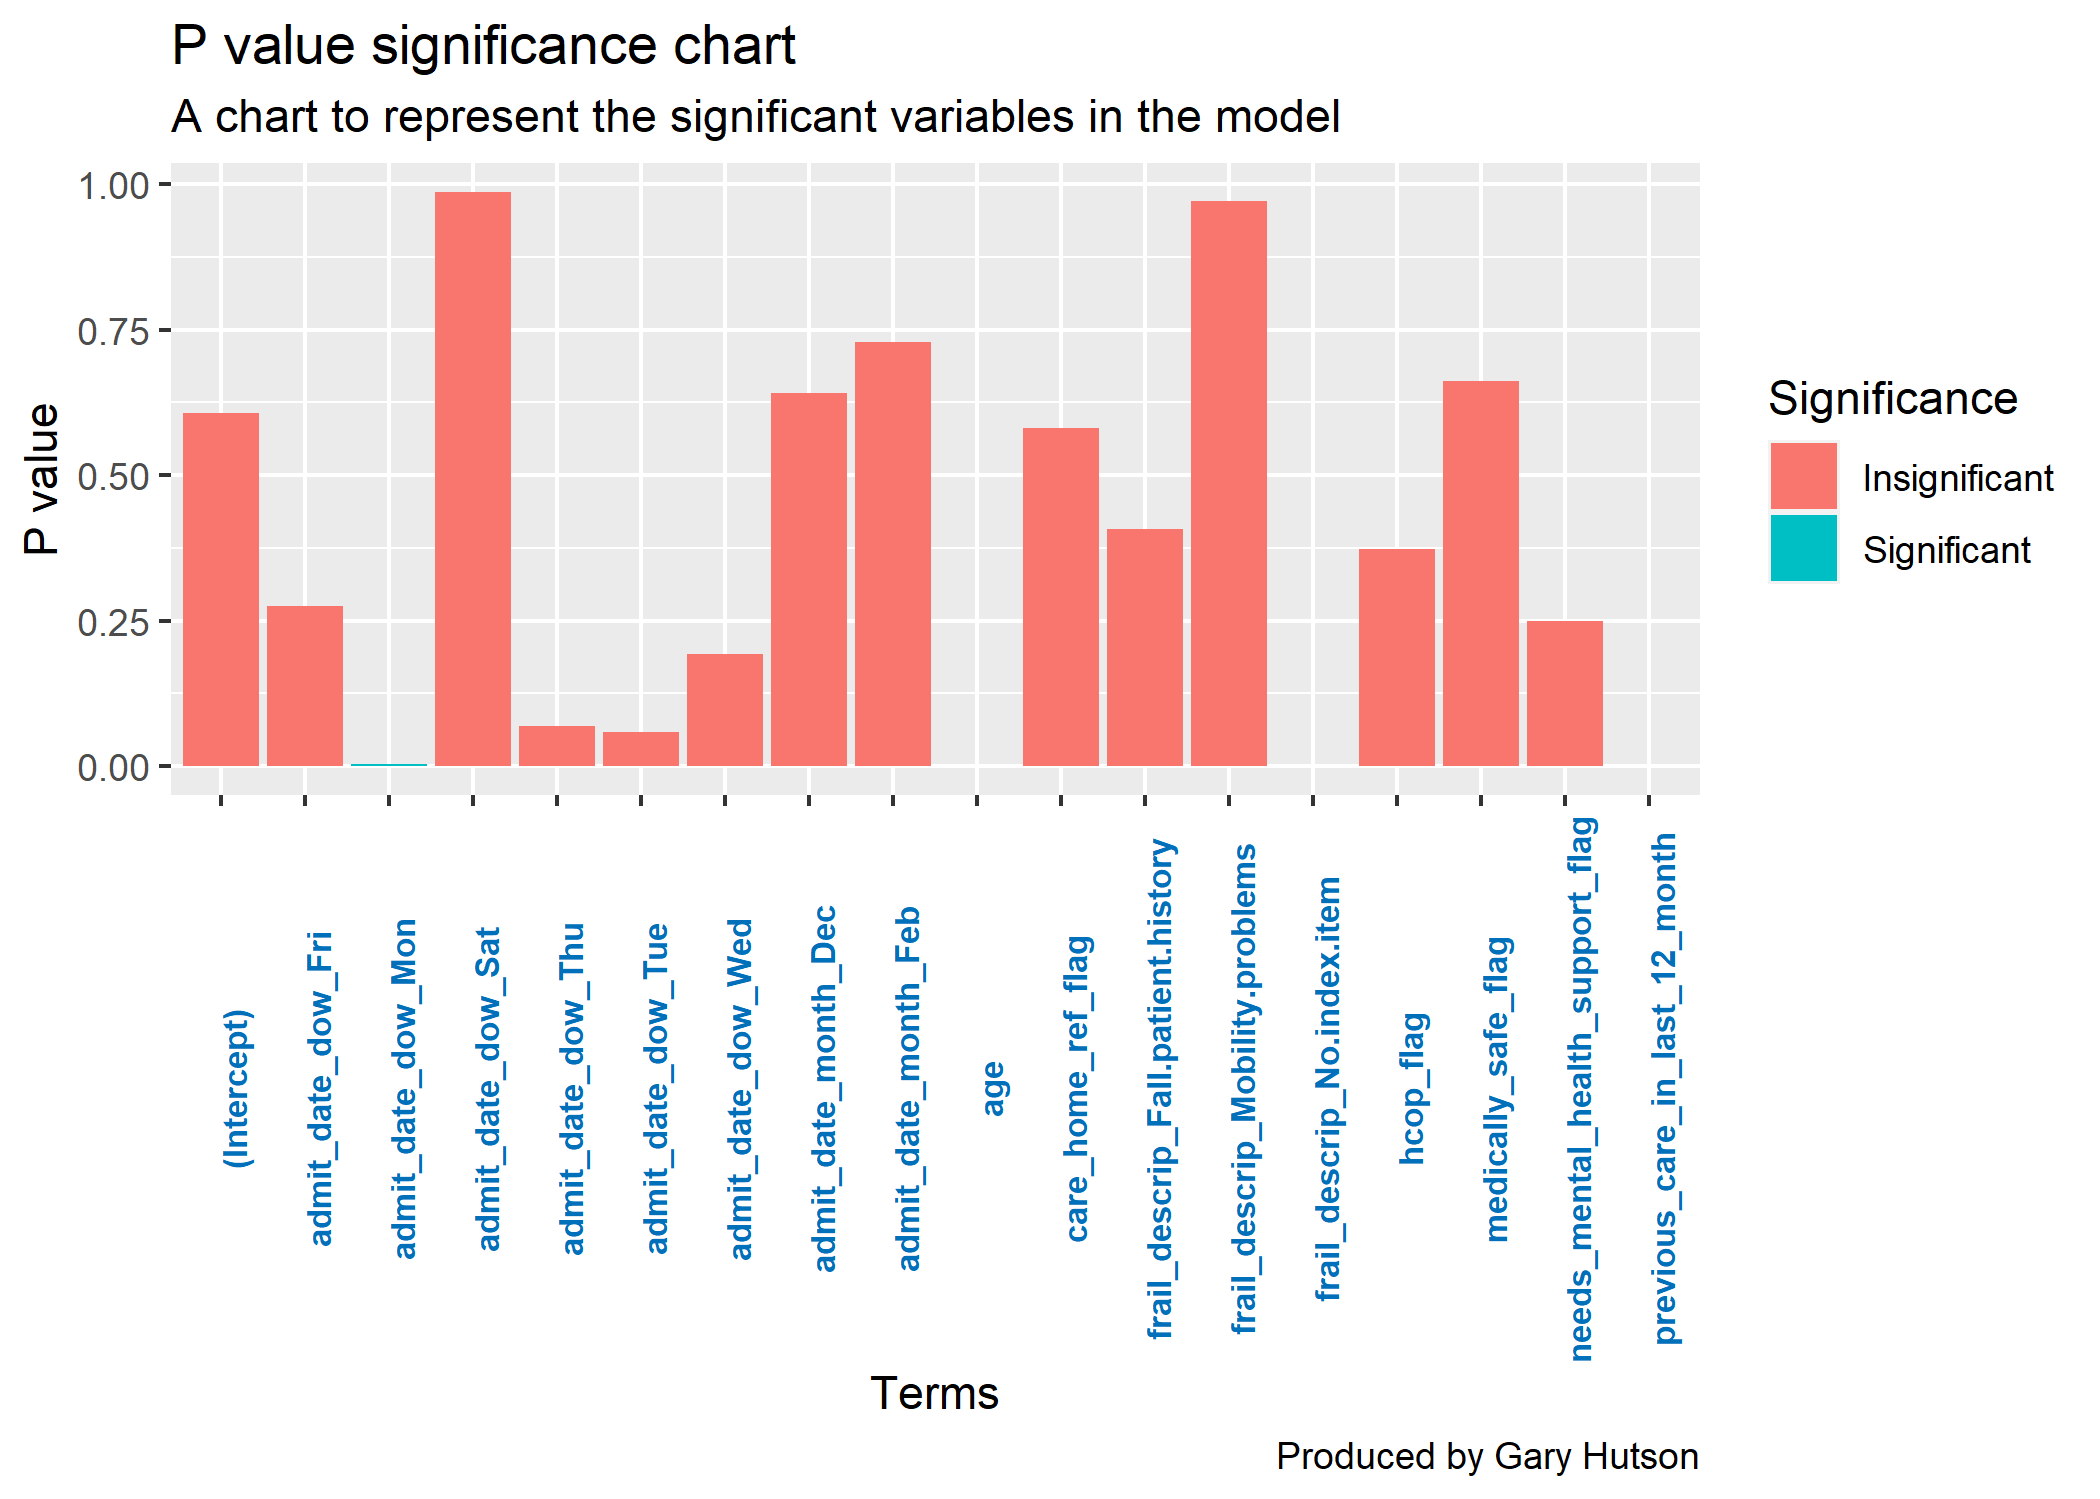 P value significance chart
A chart to represent the significant variables in the model
P value
1.00
0.75
0.50
0.25
0.00
(Intercept)
admit_date_dow_Fri
admit_date_dow_Mon
admit_date_dow_Sat
admit_date_dow_Thu
admit_date_dow_Tue
admit_date_dow_Wed
admit_date_month_Dec
admit_date_month_Feb
age
care_home_ref_flag
frail_descrip_Fall.patient.history
frail_descrip_Mobility.problems
frail_descrip_No.index.item
hcop_flag
medically_safe_flag
needs_mental_health_support_flag
previous_care_in_last_12_month
Terms
Significance
Insignificant
Significant
Produced by Gary Hutson